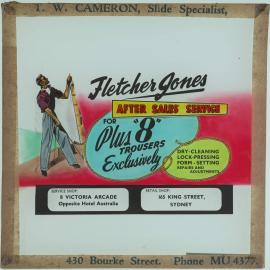 T. W. CAMERON, Slide Specialist,
Fletcher Jones
AFTER SALES SERVICE
FOR
Plus "8"
TROUSERS
Exclusively
DRY-CLEANING
LOCK-PRESSING
FORM-SETTING
REPAIRS AND
ADJUSTMENTS.
SERVICE SHOP:
8 VICTORIA ARCADE
Opposite Hotel Australia
RETAIL SHOP:
165 KING STREET,
SYDNEY
430 Bourke Street. Phone MU 4377.